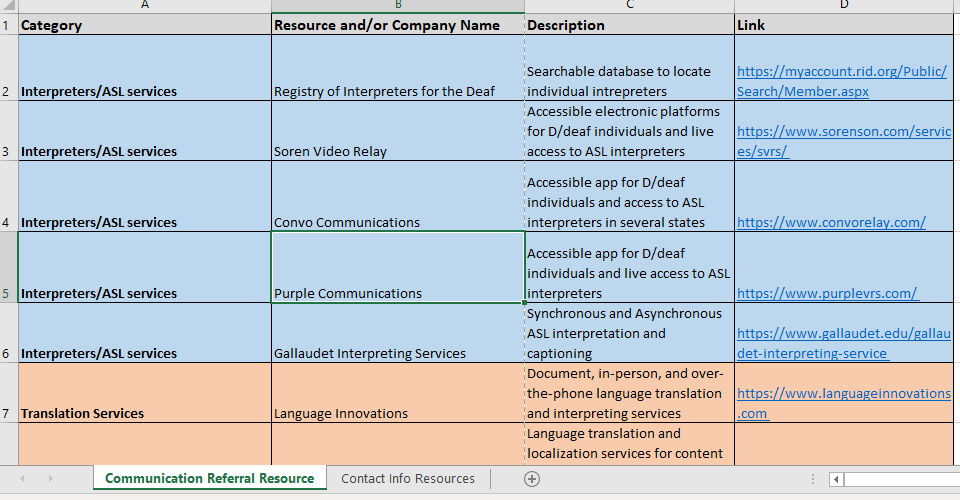 A B C D
1 Category Resource and/or Company Name Description Link
Searchable database to locate https://myaccount.rid.org/Public/
2 Interpreters/ASL services Registry of Interpreters for the Deaf individual intrepreters Search/Member.aspx
Accessible electronic platforms
for D/deaf individuals and live https://www.sorenson.com/servic
3 Interpreters/ASL services Soren Video Relay access to ASL interpreters es/svrs/
Accessible app for D/deaf
individuals and access to ASL
4 Interpreters/ASL services Convo Communications interpreters in several states https://www.convorelay.com/
Accessible app for D/deaf
individuals and live access to ASL
5 Interpreters/ASL services Purple Communications interpreters https://www.purplevrs.com/
Synchronous and Asynchronous
ASL interpretation and https://www.gallaudet.edu/gallau
6 Interpreters/ASL services Gallaudet Interpreting Services captioning det-interpreting-service
Document, in-person, and over-
the-phone language translation https://www.languageinnovations
7 Translation Services Language Innovations and interpreting services .com
Language translation and
localization services for content
Communication Referral Resource Contact Info Resources